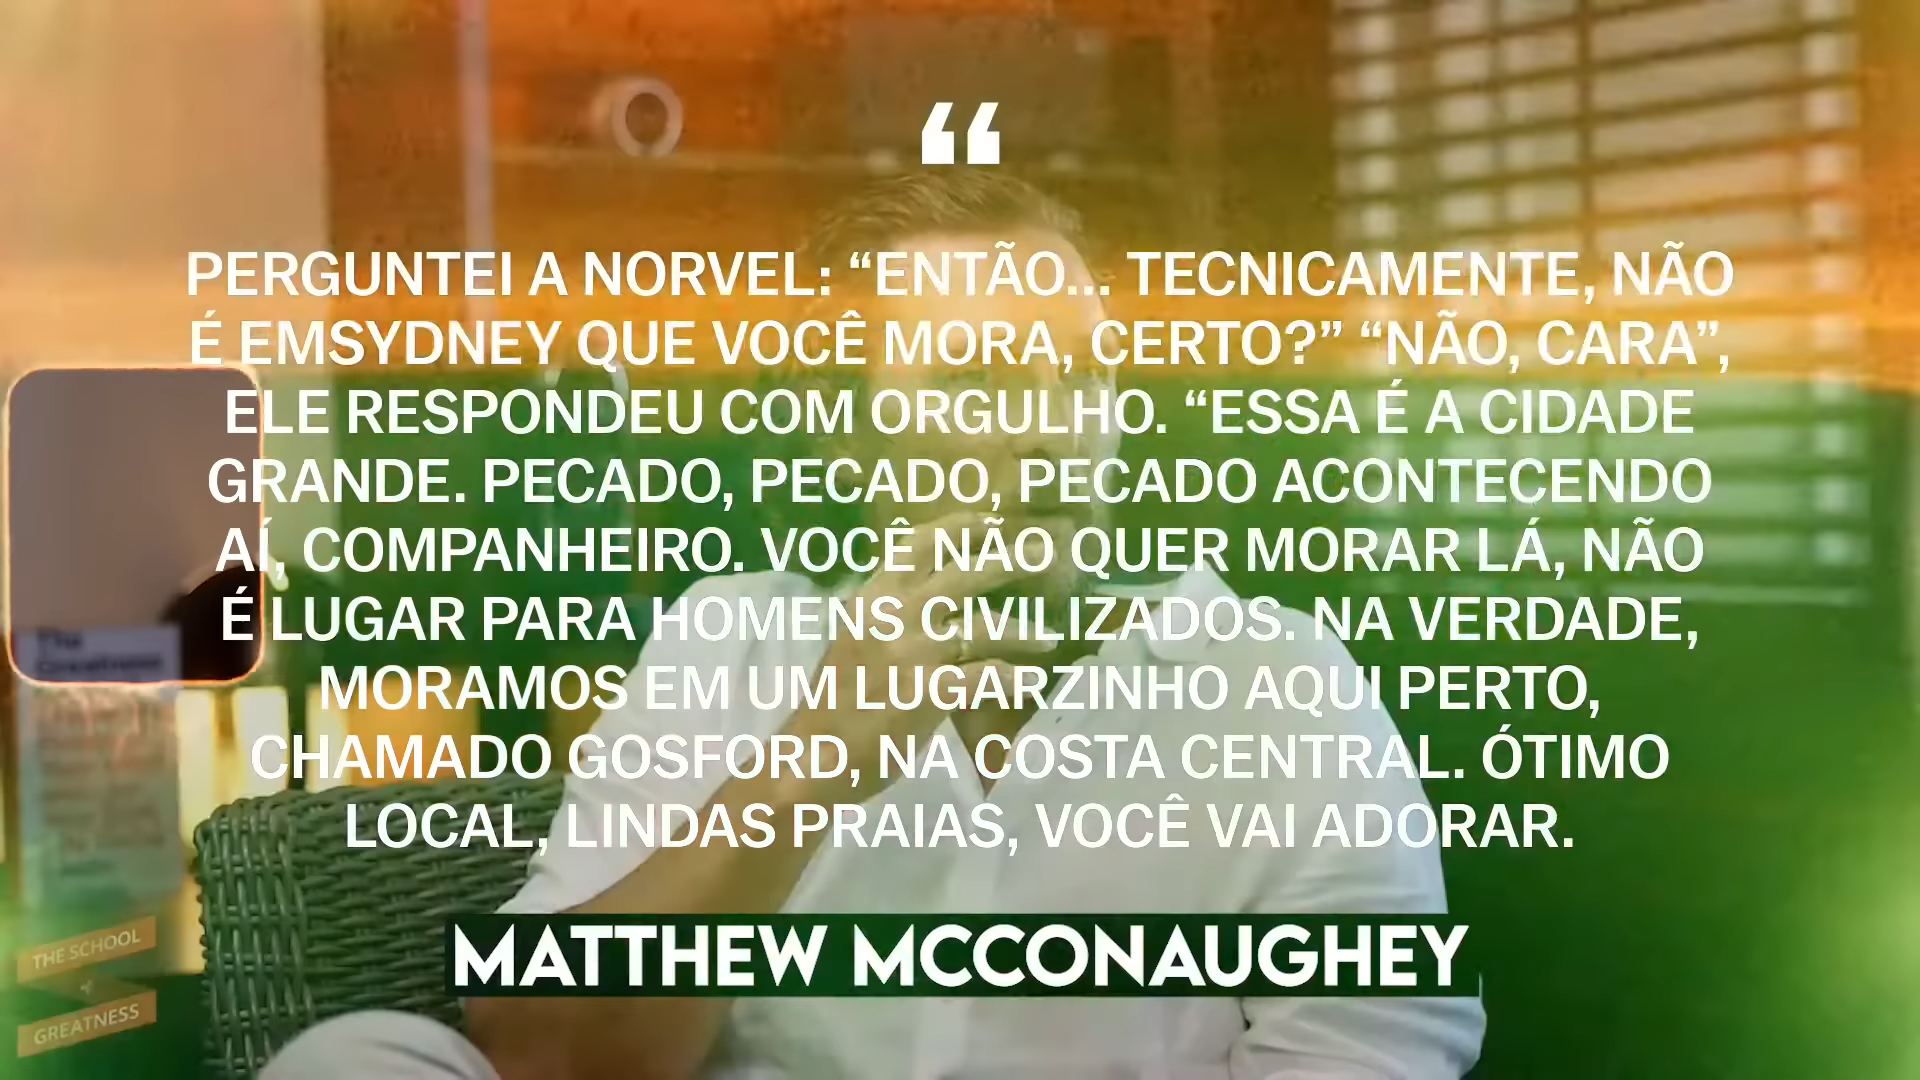 “
PERGUNTEI A NORVEL: “ENTÃO... TECNICAMENTE, NÃO
É EMSYDNEY QUE VOCÊ MORA, CERTO?” “NÃO, CARA”,
ELE RESPONDEU COM ORGULHO. “ESSA É A CIDADE
GRANDE. PECADO, PECADO, PECADO ACONTECENDO
AÍ, COMPANHEIRO. VOCÊ NÃO QUER MORAR LÁ, NÃO
É LUGAR PARA HOMENS CIVILIZADOS. NA VERDADE,
MORAMOS EM UM LUGARZINHO AQUI PERTO,
CHAMADO GOSFORD, NA COSTA CENTRAL. ÓTIMO
LOCAL, LINDAS PRAIAS, VOCÊ VAI ADORAR.
MATTHEW MCCONAUGHEY
The
Greatness
THE SCHOOL
of
GREATNESS